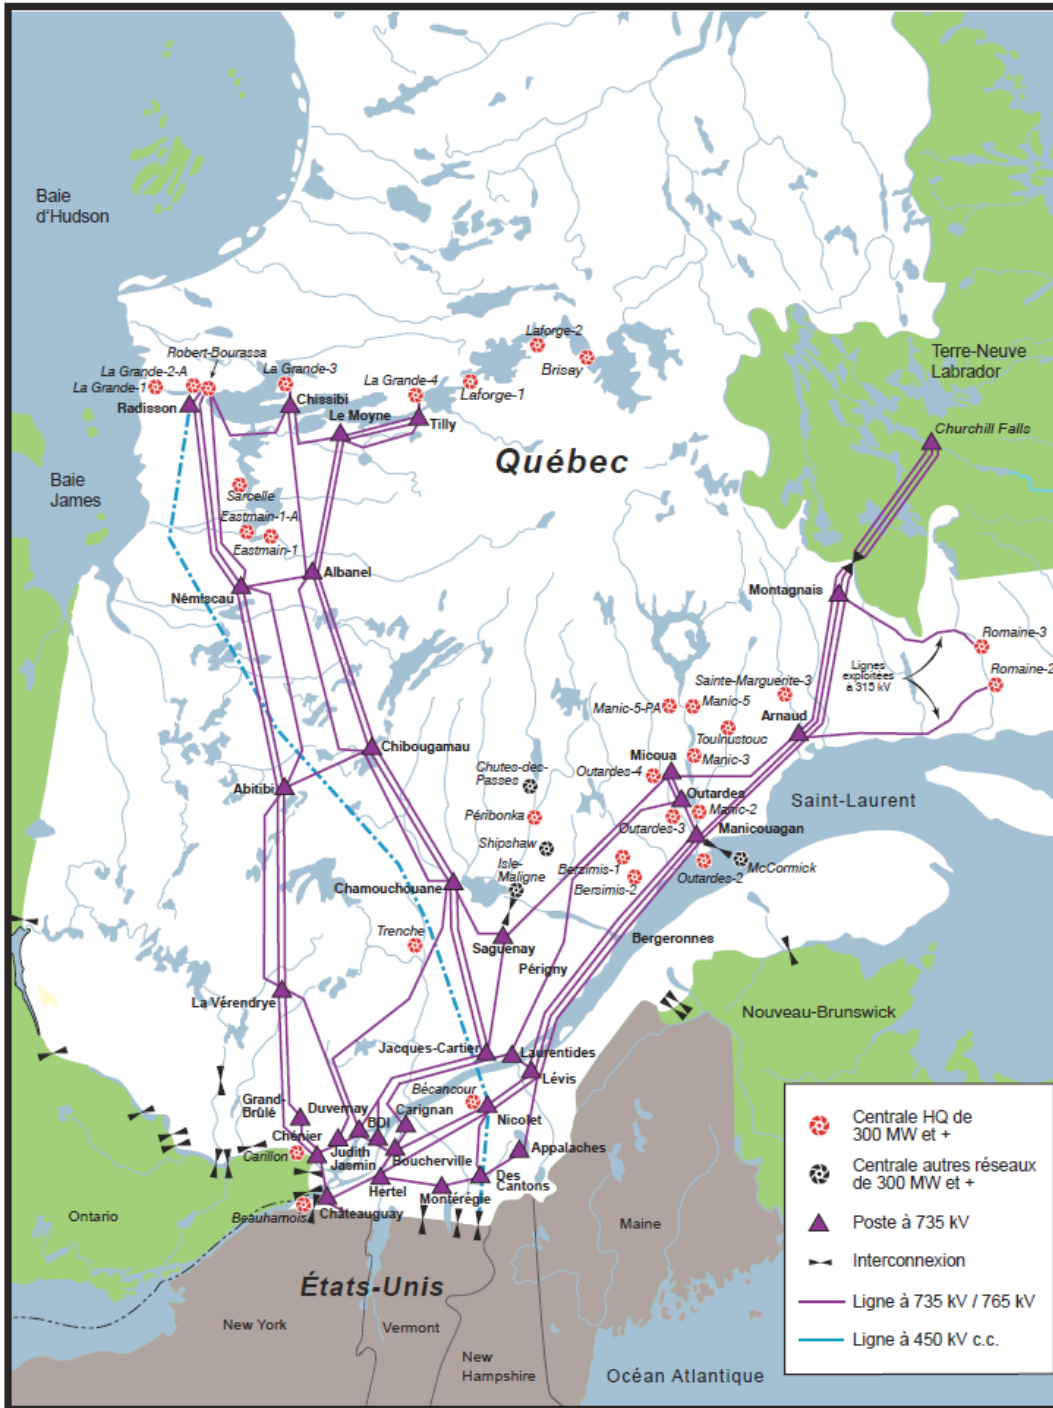 Baie
d'Hudson
Robert-Bourassa
La Grande-2-A
La Grande-1
Radisson
La Grande-3
Chissibi
La Grande-4
Le Moyne
Tilly
Laforge-1
Laforge-2
Brisay
Terre-Neuve
Labrador
Churchill Falls
Québec
Baie
James
Sarcelle
Eastmain-1-A
Eastmain-1
Némiscau
Albanel
Montagnais
Romaine-3
Romaine-2
Lignes
exploitées
à 315 kV
Sainte-Marguerite-3
Manic-5-PA
Manic-5
Arnaud
Toulnustouc
Manic-3
Micoua
Outardes-4
Outardes
Manic-2
Outardes-3
Manicouagan
Saint-Laurent
Chibougamau
Abitibi
Chutes-des-
Passes
Péribonka
Shipshaw
Isle-
Maligne
Bersimis-1
Bersimis-2
Outardes-2
McCormick
Chamouchouane
Trenche
Saguenay
Périgny
Bergeronnes
La Vérendrye
Nouveau-Brunswick
Jacques-Cartier
Laurentides
Lévis
Bécancour
Nicolet
Grand-
Brûlé
Duvernay
BDI
Carignan
Chénier
Judith
Jasmin
Boucherville
Appalaches
Carillon
Hertel
Montérégie
Des
Cantons
Beauharnois
Châteauguay
Ontario
Maine
États-Unis
New York
Vermont
New
Hampshire
Océan Atlantique
Centrale HQ de
300 MW et +
Centrale autres réseaux
de 300 MW et +
Poste à 735 kV
Interconnexion
Ligne à 735 kV / 765 kV
Ligne à 450 kV c.c.